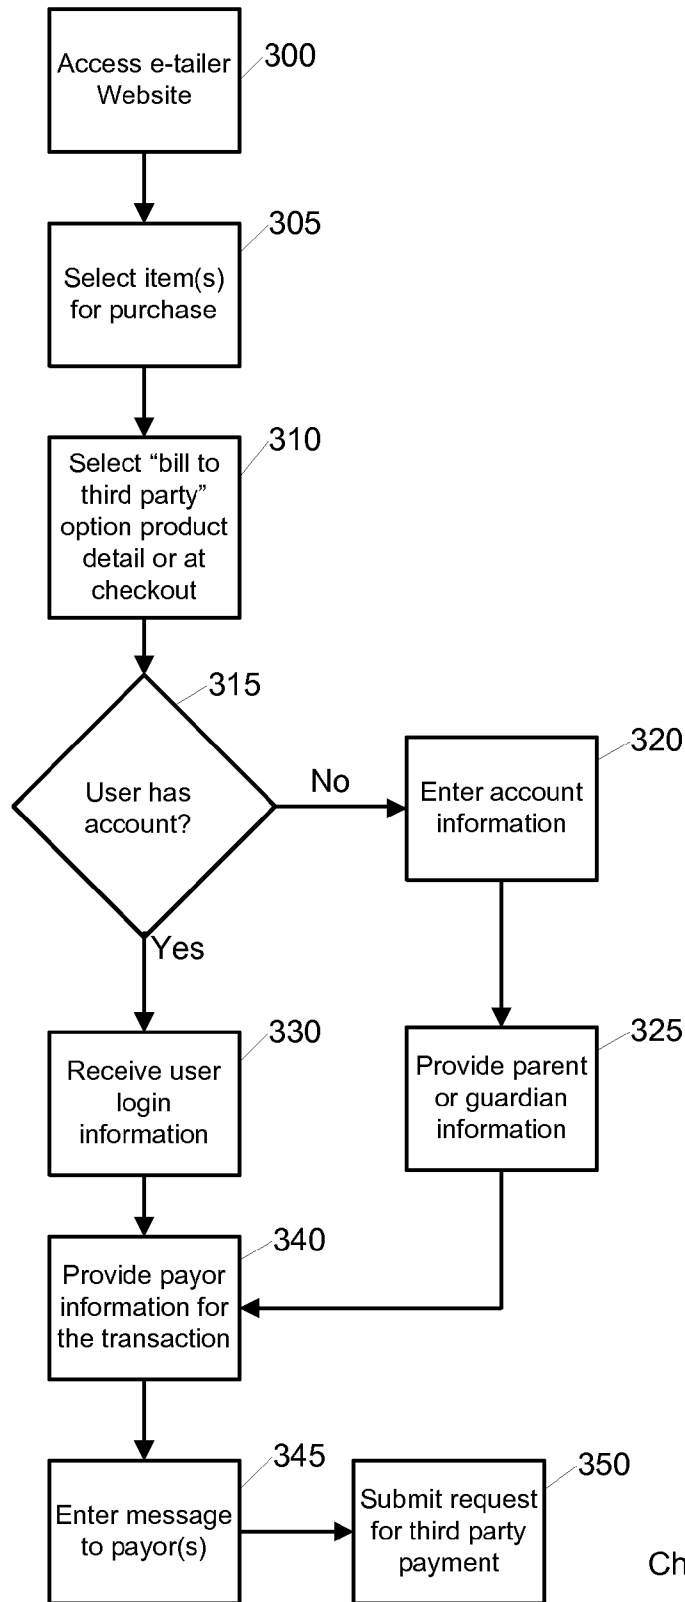 Access e-tailer
Website
300
305
Select item(s)
for purchase
310
Select “bill to
third party”
option product
detail or at
checkout
315
User has
account?
No
320
Enter account
information
Yes
330
Receive user
login
information
325
Provide parent
or guardian
information
340
Provide payor
information for
the transaction
345
Enter message
to payor(s)
350
Submit request
for third party
payment
Ch